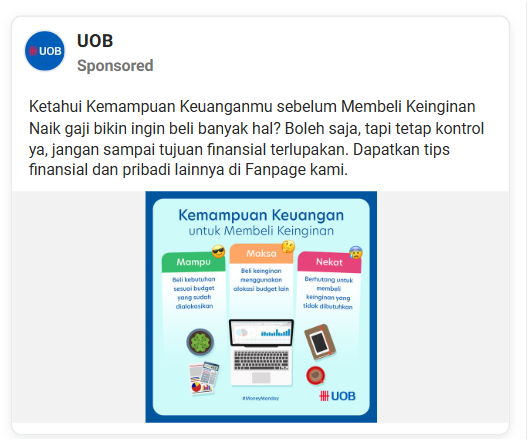 UOB
UOB
Sponsored
Ketahui Kemampuan Keuanganmu sebelum Membeli Keinginan
Naik gaji bikin ingin beli banyak hal? Boleh saja, tapi tetap kontrol
ya, jangan sampai tujuan finansial terlupakan. Dapatkan tips
finansial dan pribadi lainnya di Fanpage kami.
Kemampuan Keuangan
untuk Membeli Keinginan
Mampu
Beli kebutuhan
sesuai budget
yang sudah
dialokasikan
Maksa
Beli keinginan
menggunakan
alokasi budget lain
Nekat
Berhutang untuk
membeli
keinginan yang
tidak dibutuhkan
#MoneyMonday
UOB